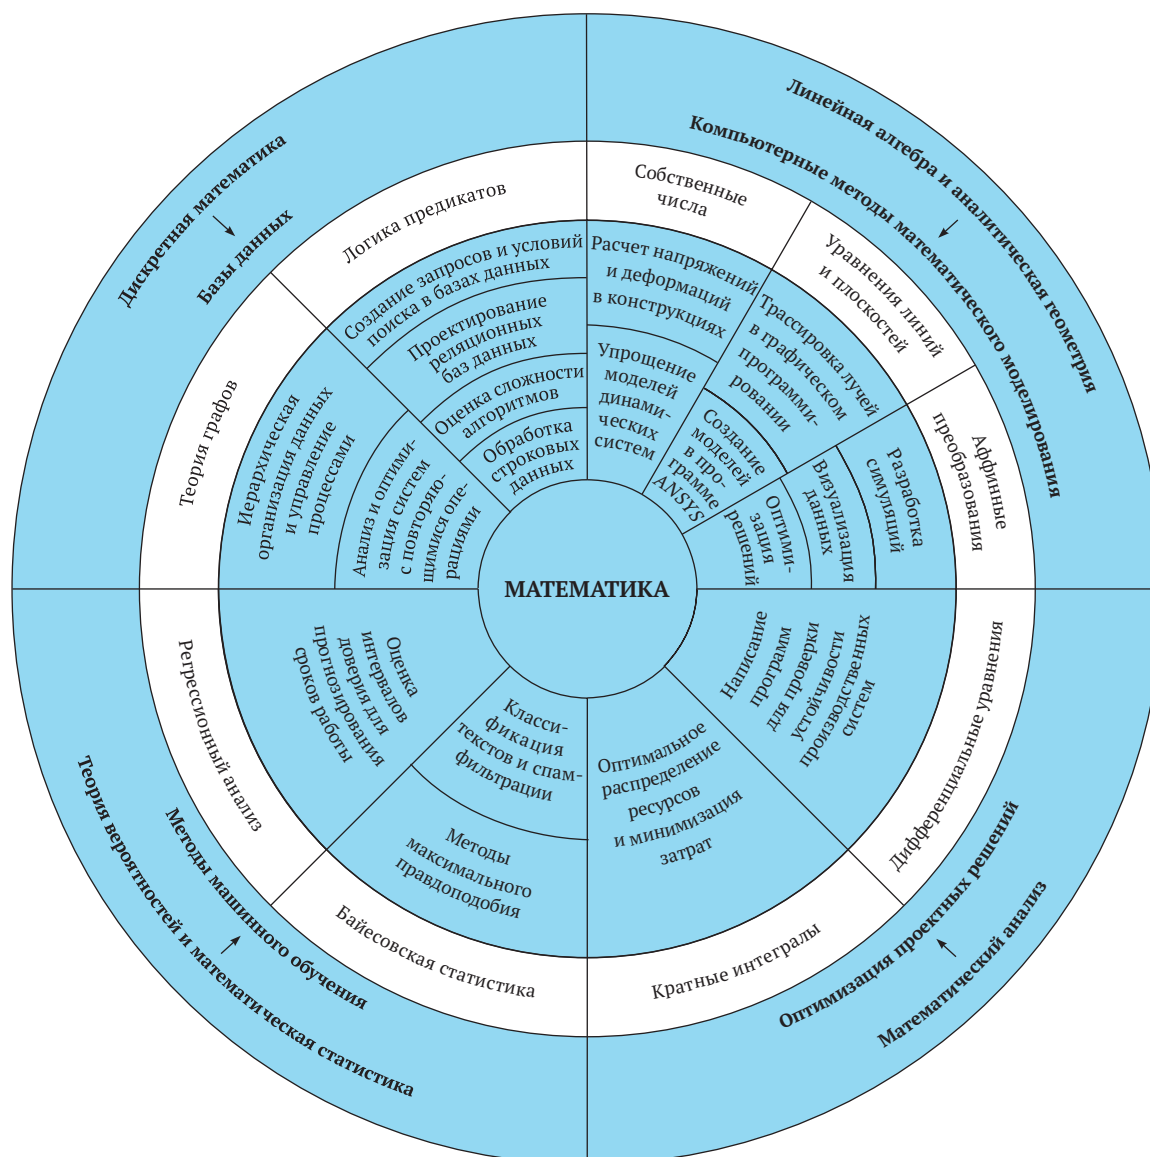 МАТЕМАТИКА
Дискретная математика
Базы данных
Логика предикатов
Создание запросов и условий
поиска в базах данных
Проектирование
реляционных
баз данных
Оценка сложности
алгоритмов
Обработка
строковых
данных
Теория графов
Иерархическая
организация данных
и управление
процессами
Анализ и оптими-
зация систем
с повторяю-
щимися опе-
рациями
Линейная алгебра и аналитическая геометрия
Компьютерные методы математического моделирования
Собственные
числа
Расчет напряжений
и деформаций
в конструкциях
Упрощение
моделей
динами-
ческих
систем
Уравнения линий
и плоскостей
Трассировка лучей
в графическом
программи-
ровании
Создание
моделей
в про-
грамме
ANSYS
Аффинные
преобразования
Разработка
симуляций
Визуализация
данных
Оптими-
зация
решений
Математический анализ
Оптимизация проектных решений
Дифференциальные уравнения
Написание
программ
для проверки
устойчивости
производственных
систем
Кратные интегралы
Оптимальное
распределение
ресурсов
и минимизация
затрат
Теория вероятностей и математическая статистика
Методы машинного обучения
Байесовская статистика
Класси-
фикация
текстов и спам-
фильтрации
Методы
максимального
правдоподобия
Регрессионный анализ
Оценка
интервалов
доверия для
прогнозирования
сроков работы